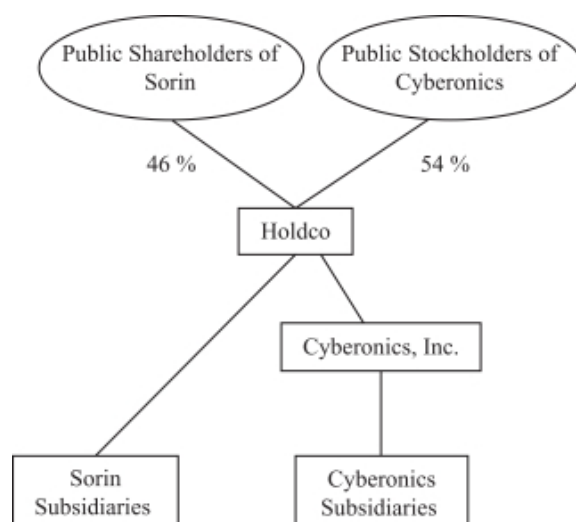 Public Shareholders of
Sorin
Public Stockholders of
Cyberonics
46 %
54 %
Holdco
Cyberonics, Inc.
Sorin
Subsidiaries
Cyberonics
Subsidiaries